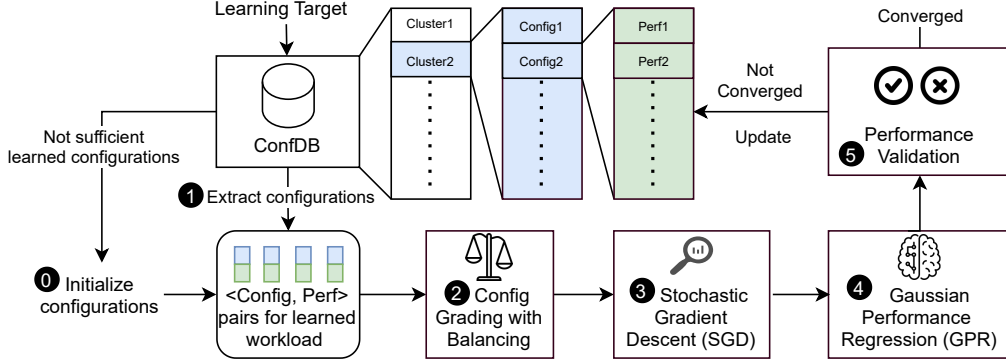 Learning Target
ConfDB
Cluster1
Cluster2
Config1
Config2
Perf1
Perf2
Converged
Not
Converged
Update
5 Performance
Validation
Not sufficient
learned configurations
1 Extract configurations
0 Initialize
configurations
<Config, Perf>
pairs for learned
workload
2 Config
Grading with
Balancing
3 Stochastic
Gradient
Descent (SGD)
4 Gaussian
Performance
Regression (GPR)